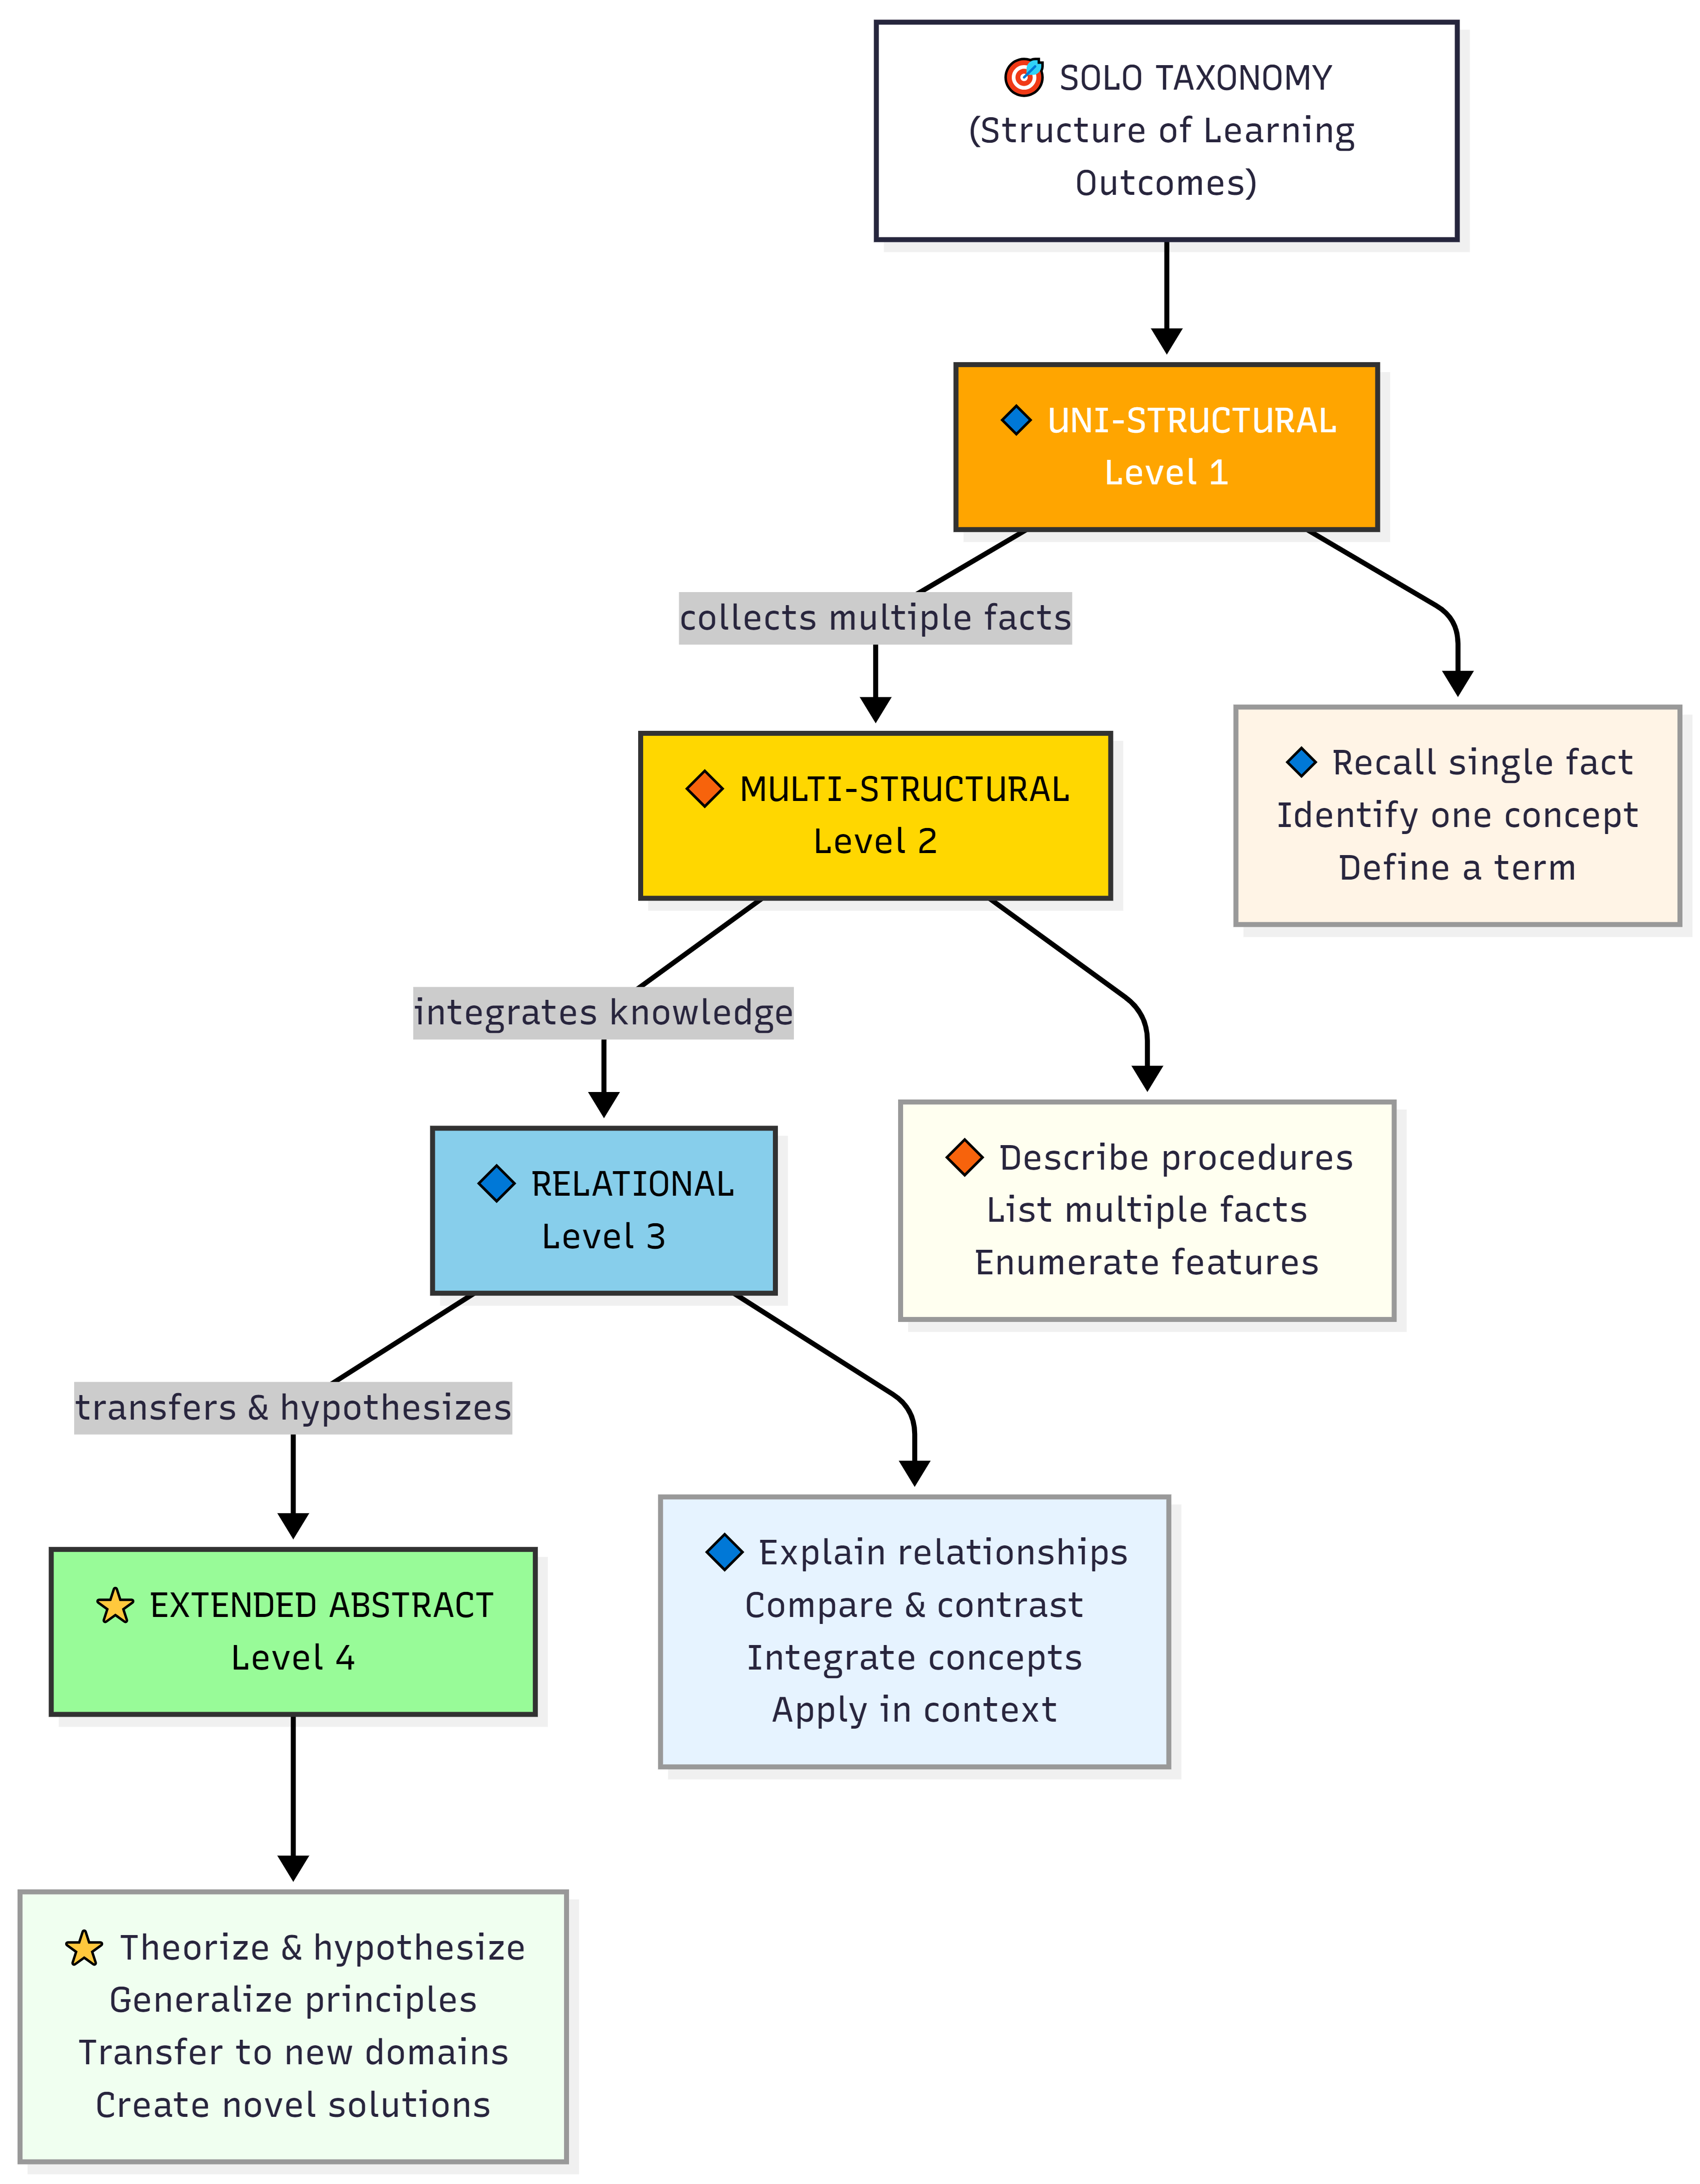 🎯 SOLO TAXONOMY
(Structure of Learning
Outcomes)
🔹 UNI-STRUCTURAL
Level 1
collects multiple facts
🔶 MULTI-STRUCTURAL
Level 2
🔹 Recall single fact
Identify one concept
Define a term
integrates knowledge
🔷 RELATIONAL
Level 3
🔶 Describe procedures
List multiple facts
Enumerate features
transfers & hypothesizes
⭐ EXTENDED ABSTRACT
Level 4
🔷 Explain relationships
Compare & contrast
Integrate concepts
Apply in context
⭐ Theorize & hypothesize
Generalize principles
Transfer to new domains
Create novel solutions